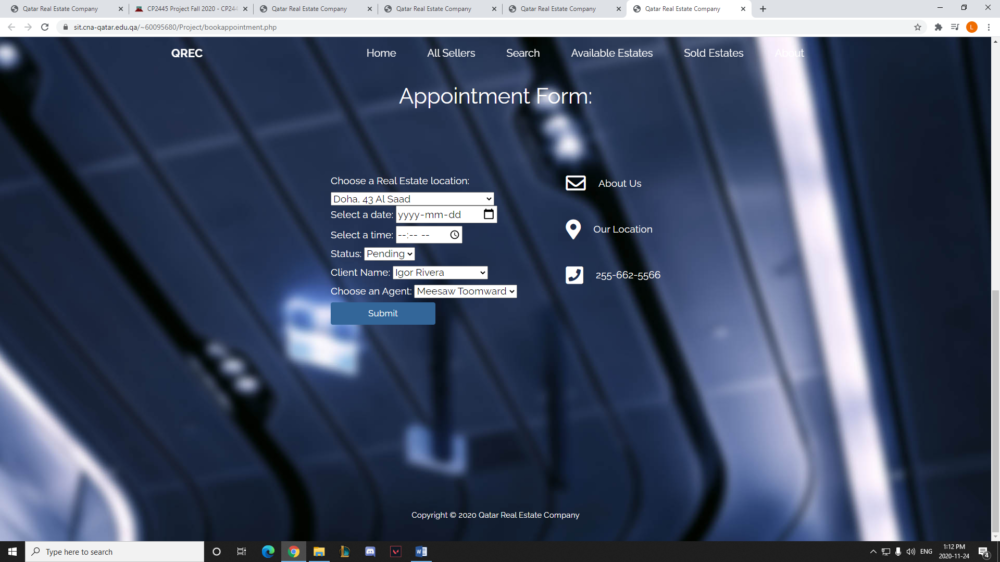 Qatar Real Estate Company
CP2445 Project Fall 2020 - CP244
Qatar Real Estate Company
Qatar Real Estate Company
Qatar Real Estate Company
Qatar Real Estate Company
sit.cna-qatar.edu.qa/~60095680/Project/bookappointment.php
L
QREC
Home
All Sellers
Search
Available Estates
Sold Estates
About
Appointment Form:
Choose a Real Estate location:
Doha, 43 Al Saad
Select a date: yyyy-mm-dd
Select a time: --:-- --
Status: Pending
Client Name: Igor Rivera
Choose an Agent: Meesaw Toomward
Submit
About Us
Our Location
255-662-5566
Copyright © 2020 Qatar Real Estate Company
Type here to search
ENG
1:12 PM
2020-11-24
4